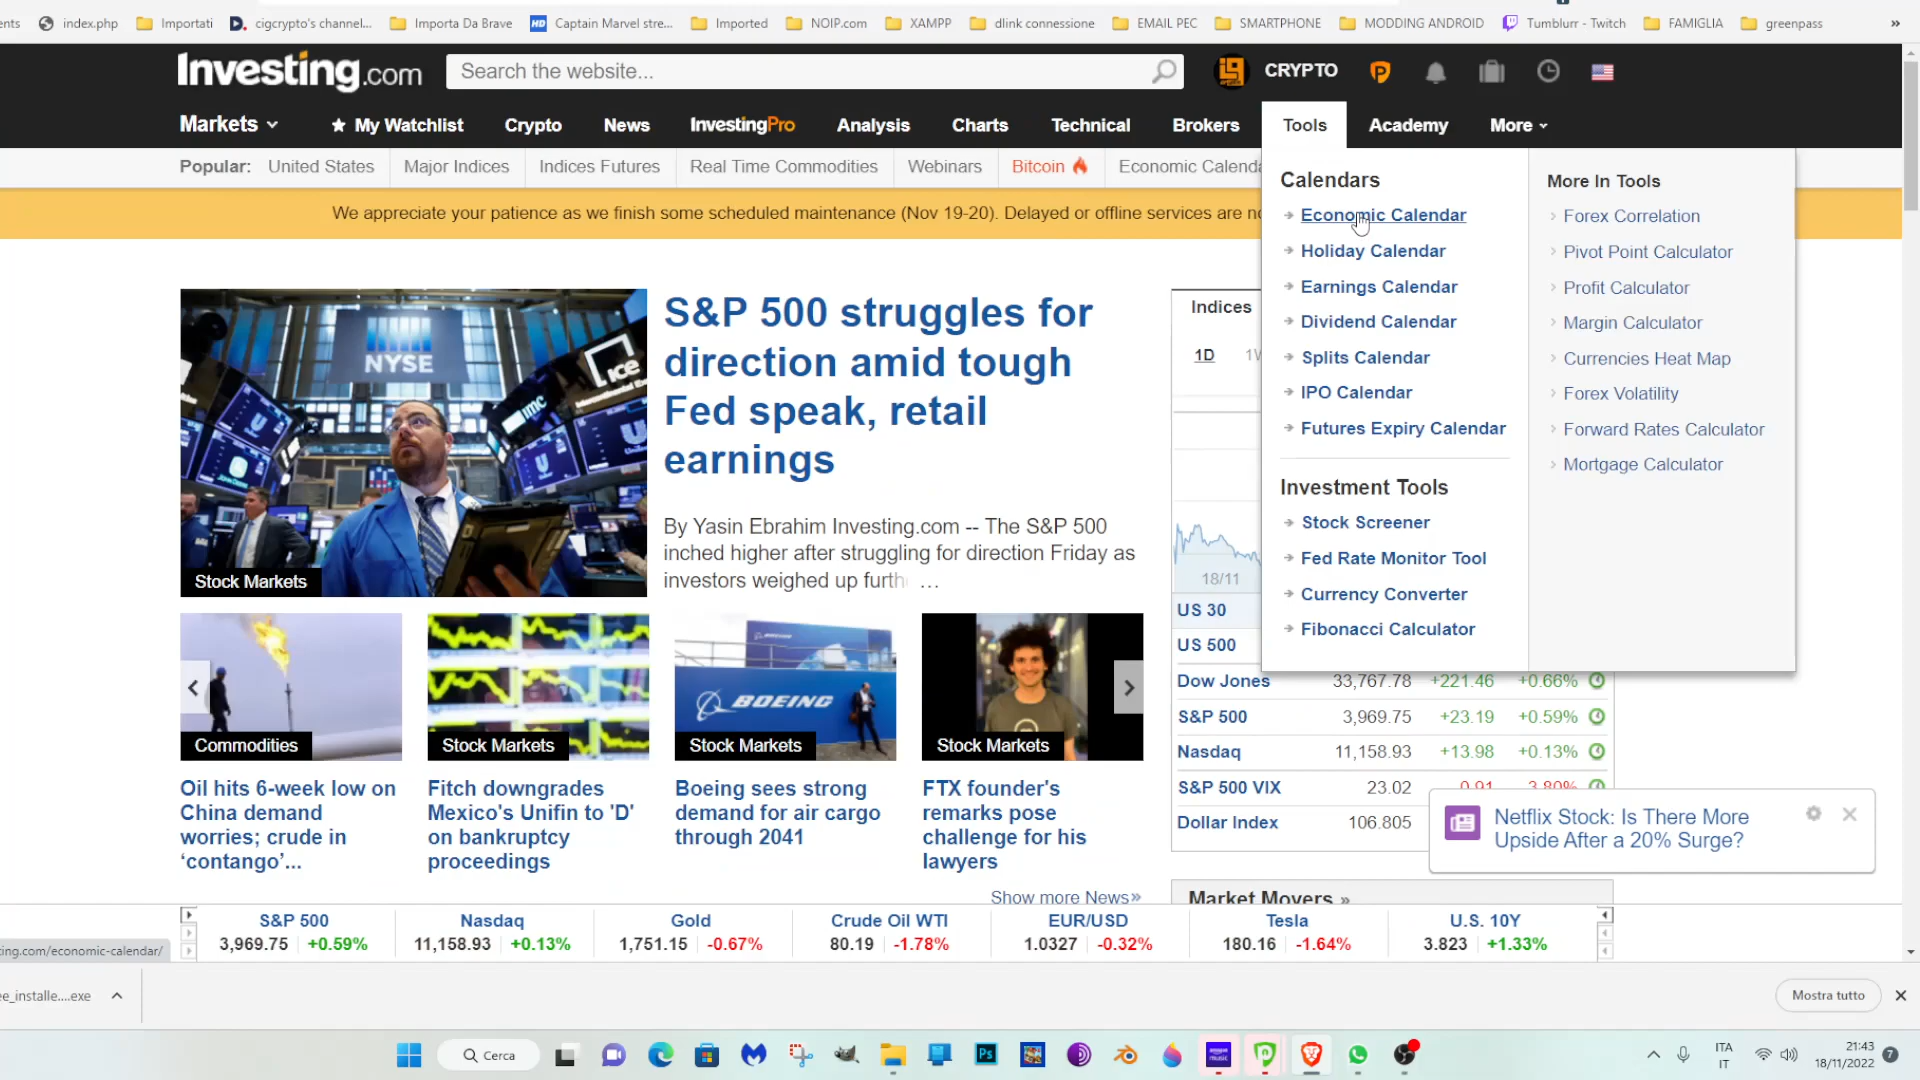 ents index.php Importati cigcrypto's channel... Importa Da Brave HD Captain Marvel stre... Imported NOIP.com XAMPP dlink connessione EMAIL PEC SMARTPHONE MODDING ANDROID Tumblurr - Twitch FAMIGLIA greenpass »
Investing.com Search the website... CRYPTO
Markets My Watchlist Crypto News InvestingPro Analysis Charts Technical Brokers Tools Academy More
Popular: United States Major Indices Indices Futures Real Time Commodities Webinars Bitcoin Economic Calenda
We appreciate your patience as we finish some scheduled maintenance (Nov 19-20). Delayed or offline services are no
Calendars
Economic Calendar
Holiday Calendar
Earnings Calendar
Dividend Calendar
Splits Calendar
IPO Calendar
Futures Expiry Calendar
Investment Tools
Stock Screener
Fed Rate Monitor Tool
Currency Converter
Fibonacci Calculator
More In Tools
Forex Correlation
Pivot Point Calculator
Profit Calculator
Margin Calculator
Currencies Heat Map
Forex Volatility
Forward Rates Calculator
Mortgage Calculator
NYSE
ice
IMC
Stock Markets
S&P 500 struggles for
direction amid tough
Fed speak, retail
earnings
By Yasin Ebrahim Investing.com -- The S&P 500
inched higher after struggling for direction Friday as
investors weighed up furth ...
Indices
1D
18/11
US 30
US 500
Dow Jones 33,767.78 +221.46 +0.66%
S&P 500 3,969.75 +23.19 +0.59%
Nasdaq 11,158.93 +13.98 +0.13%
S&P 500 VIX 23.02 0.91 3.80%
Dollar Index 106.805
Commodities
Oil hits 6-week low on
China demand
worries; crude in
‘contango’...
Stock Markets
Fitch downgrades
Mexico's Unifin to 'D'
on bankruptcy
proceedings
BOEING
Stock Markets
Boeing sees strong
demand for air cargo
through 2041
Stock Markets
FTX founder's
remarks pose
challenge for his
lawyers
Netflix Stock: Is There More
Upside After a 20% Surge?
Show more News»
Market Movers »
S&P 500 Nasdaq Gold Crude Oil WTI EUR/USD Tesla U.S. 10Y
3,969.75 +0.59% 11,158.93 +0.13% 1,751.15 -0.67% 80.19 -1.78% 1.0327 -0.32% 180.16 -1.64% 3.823 +1.33%
ting.com/economic-calendar/
ee_installe....exe Mostra tutto
Cerca Ps ITA
IT
21:43
18/11/2022
7